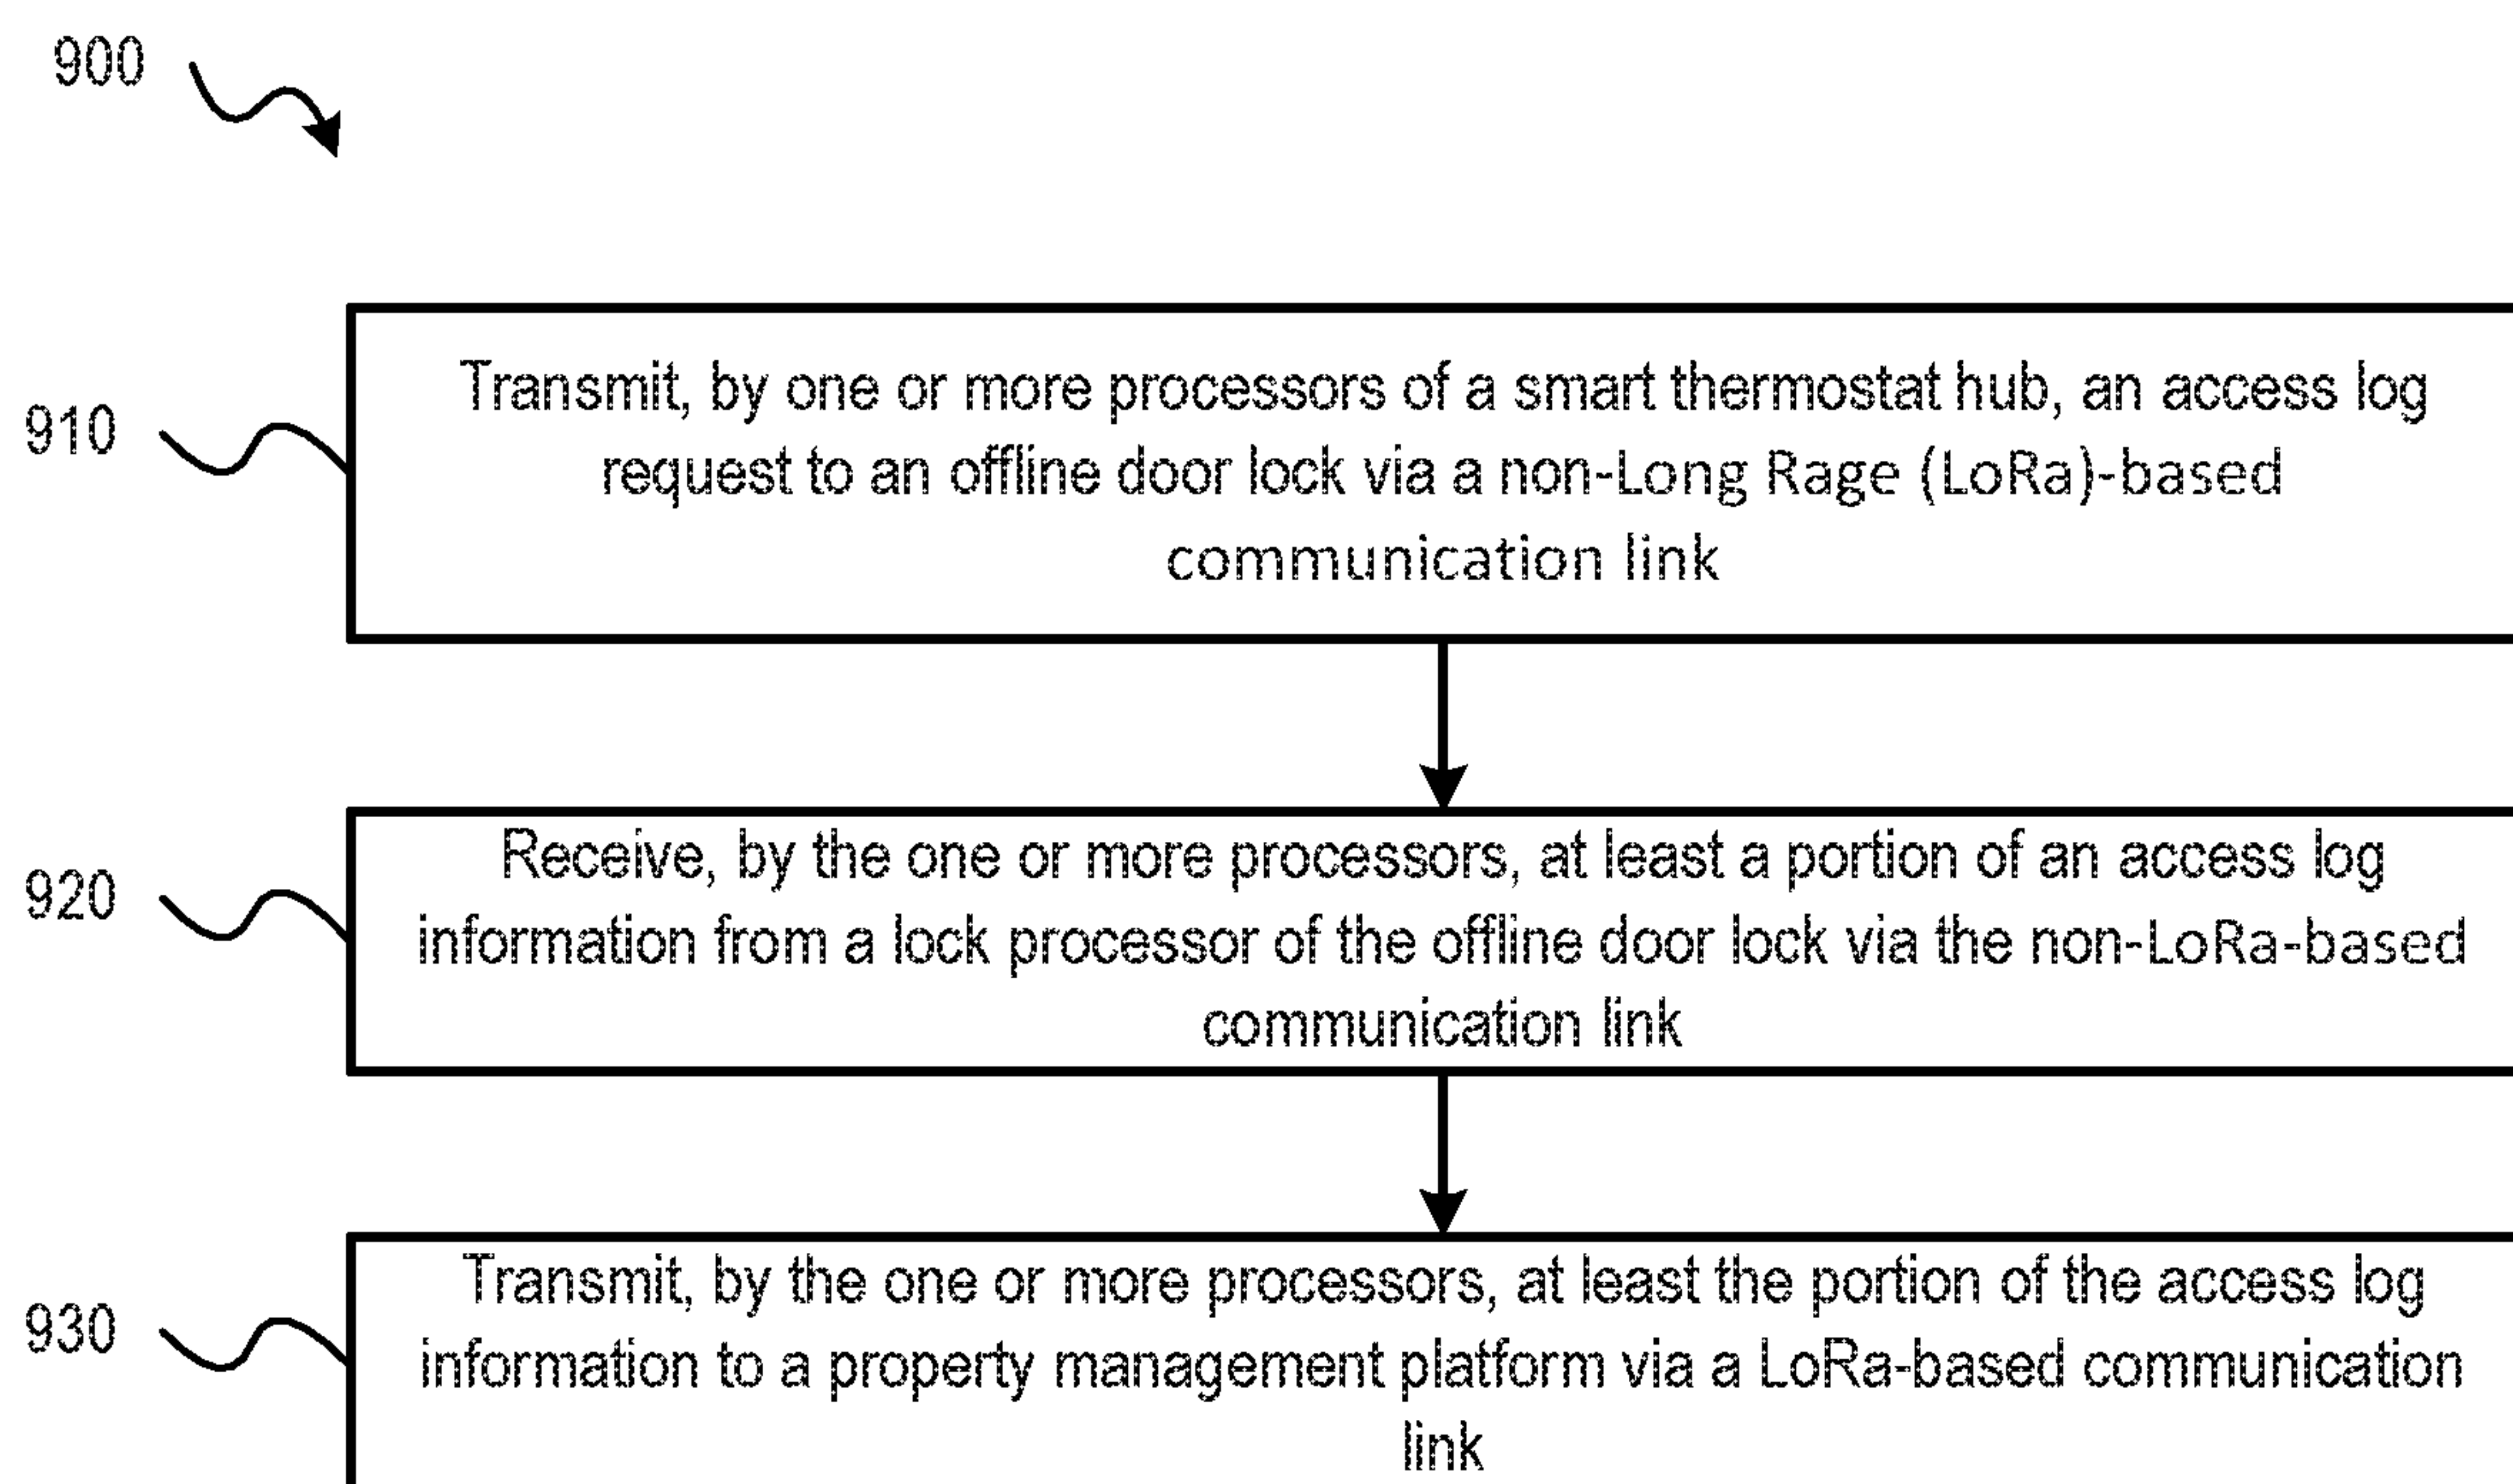 900
910
Transmit, by one or more processors of a smart thermostat hub, an access log
request to an offline door lock via a non-Long Rage (LoRa)-based
communication link
920
Receive, by the one or more processors, at least a portion of an access log
information from a lock processor of the offline door lock via the non-LoRa-based
communication link
930
Transmit, by the one or more processors, at least the portion of the access log
information to a property management platform via a LoRa-based communication
link